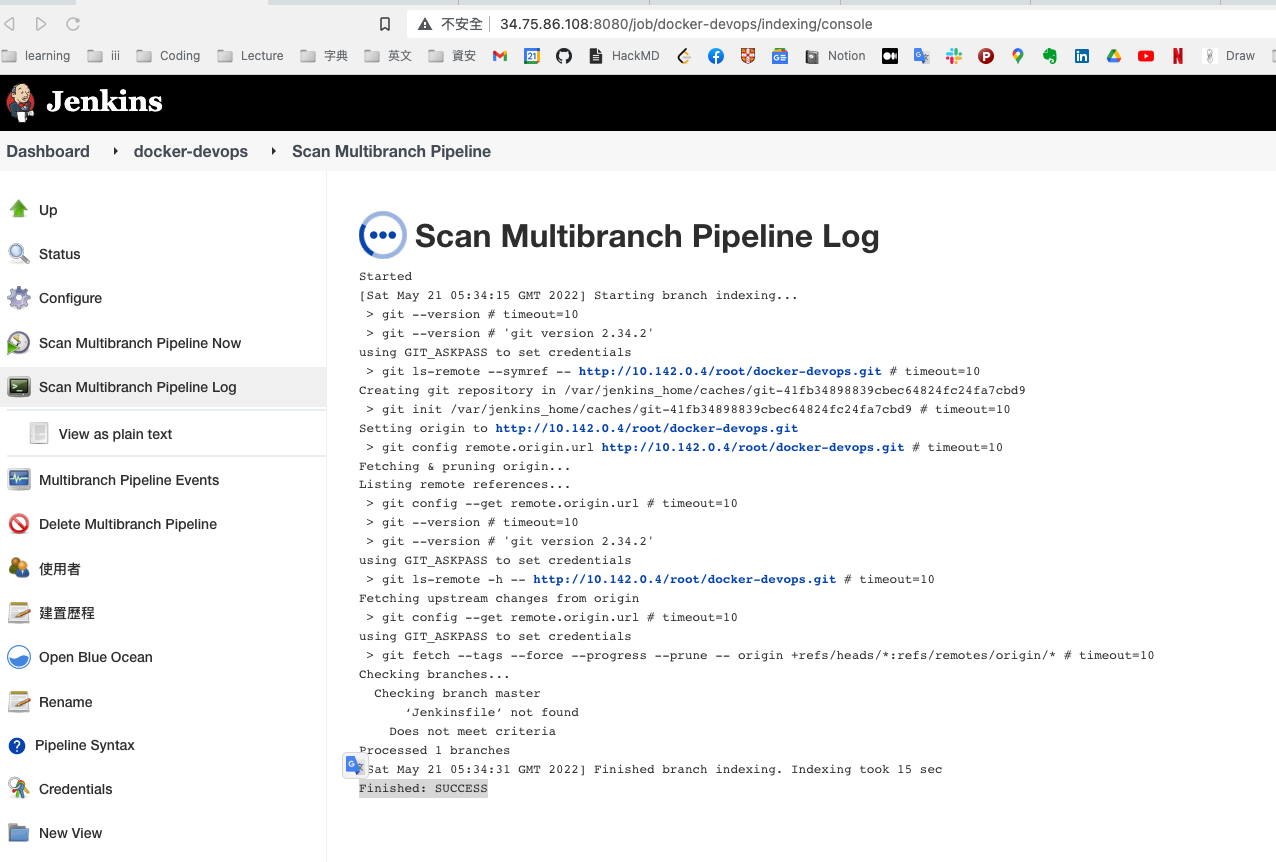 不安全 34.75.86.108:8080/job/docker-devops/indexing/console
learning iii Coding Lecture 字典 英文 資安 21 HackMD Notion Draw
Jenkins
Dashboard docker-devops Scan Multibranch Pipeline
Up
Status
Configure
Scan Multibranch Pipeline Now
Scan Multibranch Pipeline Log
View as plain text
Multibranch Pipeline Events
Delete Multibranch Pipeline
使用者
建置歷程
Open Blue Ocean
Rename
Pipeline Syntax
Credentials
New View
Scan Multibranch Pipeline Log
Started
[Sat May 21 05:34:15 GMT 2022] Starting branch indexing...
> git --version # timeout=10
> git --version # 'git version 2.34.2'
using GIT_ASKPASS to set credentials
> git ls-remote --symref -- http://10.142.0.4/root/docker-devops.git # timeout=10
Creating git repository in /var/jenkins_home/caches/git-41fb34898839cbec64824fc24fa7cbd9
> git init /var/jenkins_home/caches/git-41fb34898839cbec64824fc24fa7cbd9 # timeout=10
Setting origin to http://10.142.0.4/root/docker-devops.git
> git config remote.origin.url http://10.142.0.4/root/docker-devops.git # timeout=10
Fetching & pruning origin...
Listing remote references...
> git config --get remote.origin.url # timeout=10
> git --version # timeout=10
> git --version # 'git version 2.34.2'
using GIT_ASKPASS to set credentials
> git ls-remote -h -- http://10.142.0.4/root/docker-devops.git # timeout=10
Fetching upstream changes from origin
> git config --get remote.origin.url # timeout=10
using GIT_ASKPASS to set credentials
> git fetch --tags --force --progress --prune -- origin +refs/heads/*:refs/remotes/origin/* # timeout=10
Checking branches...
Checking branch master
‘Jenkinsfile’ not found
Does not meet criteria
Processed 1 branches
[Sat May 21 05:34:31 GMT 2022] Finished branch indexing. Indexing took 15 sec
Finished: SUCCESS